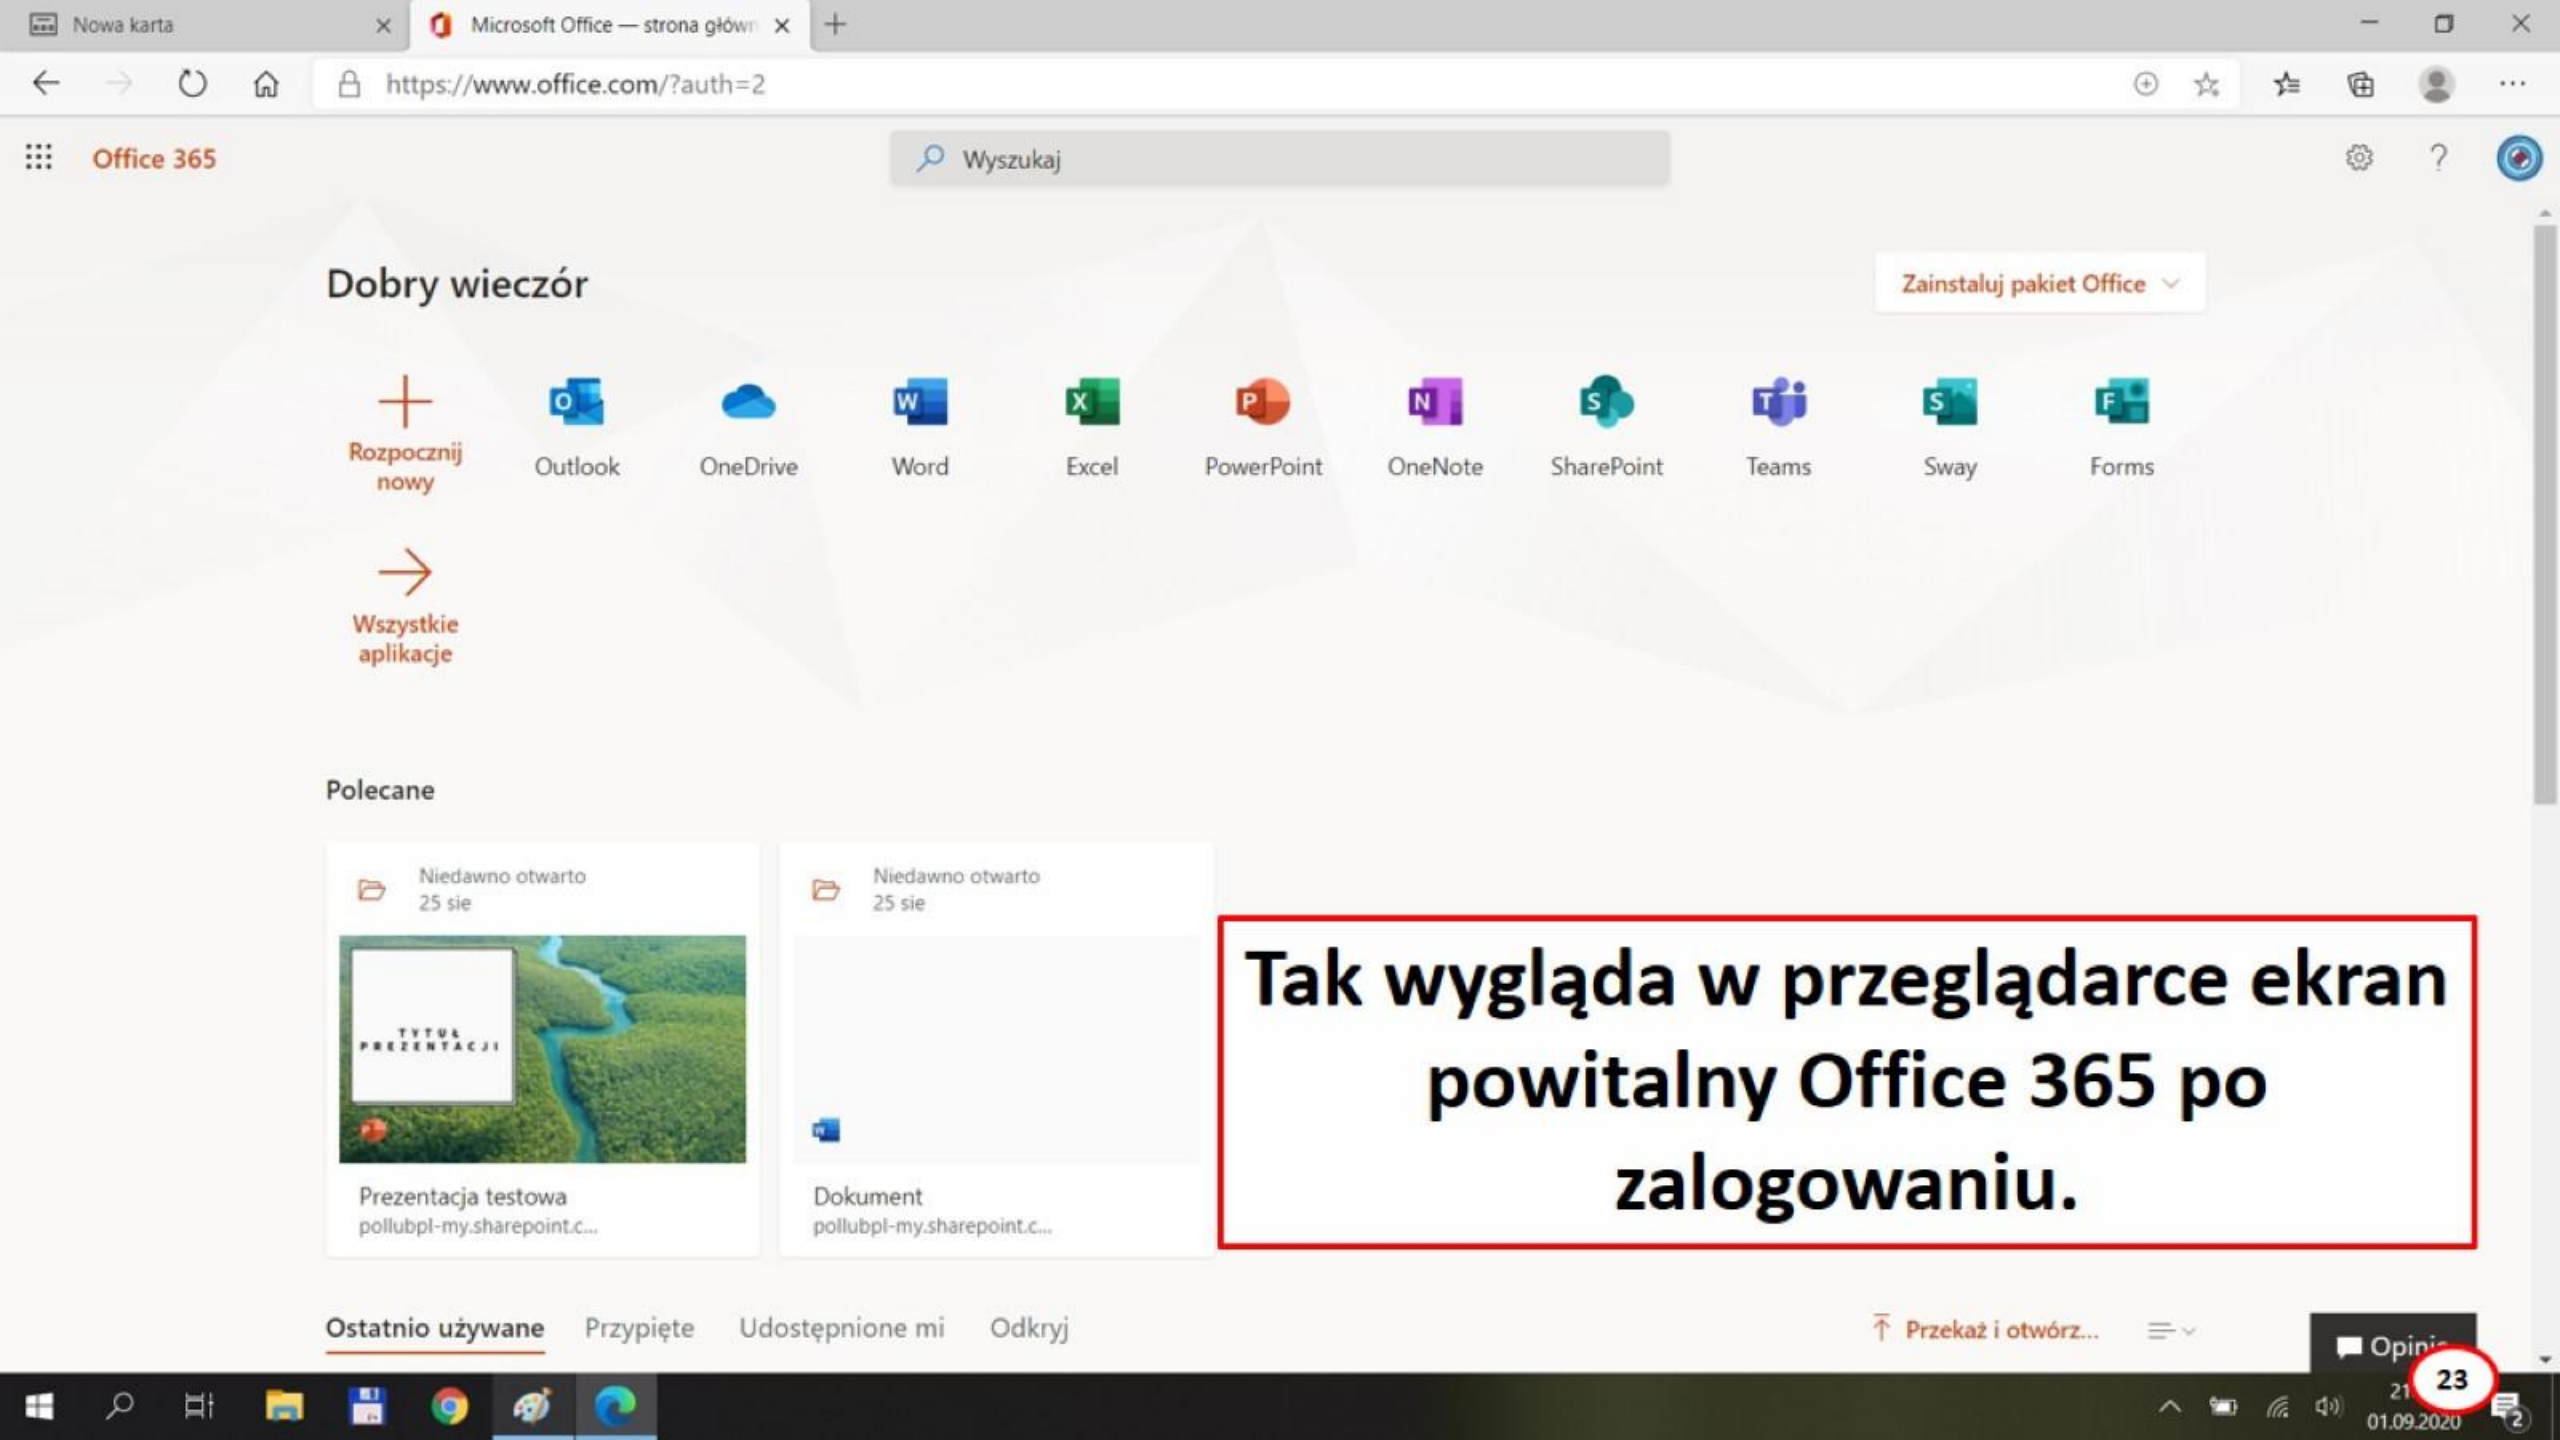 Nowa karta
Microsoft Office — strona główn
https://www.office.com/?auth=2
Office 365
Wyszukaj
Dobry wieczór
Zainstaluj pakiet Office
Rozpocznij
nowy
Outlook
OneDrive
Word
Excel
PowerPoint
OneNote
SharePoint
Teams
Sway
Forms
Wszystkie
aplikacje
Polecane
Niedawno otwarto
25 sie
TYTUŁ
PREZENTACJI
Prezentacja testowa
pollubpl-my.sharepoint.c...
Niedawno otwarto
25 sie
Dokument
pollubpl-my.sharepoint.c...
Tak wygląda w przeglądarce ekran
powitalny Office 365 po
zalogowaniu.
Ostatnio używane
Przypięte
Udostępnione mi
Odkryj
Przekaż i otwórz...
23
01.09.2020
2